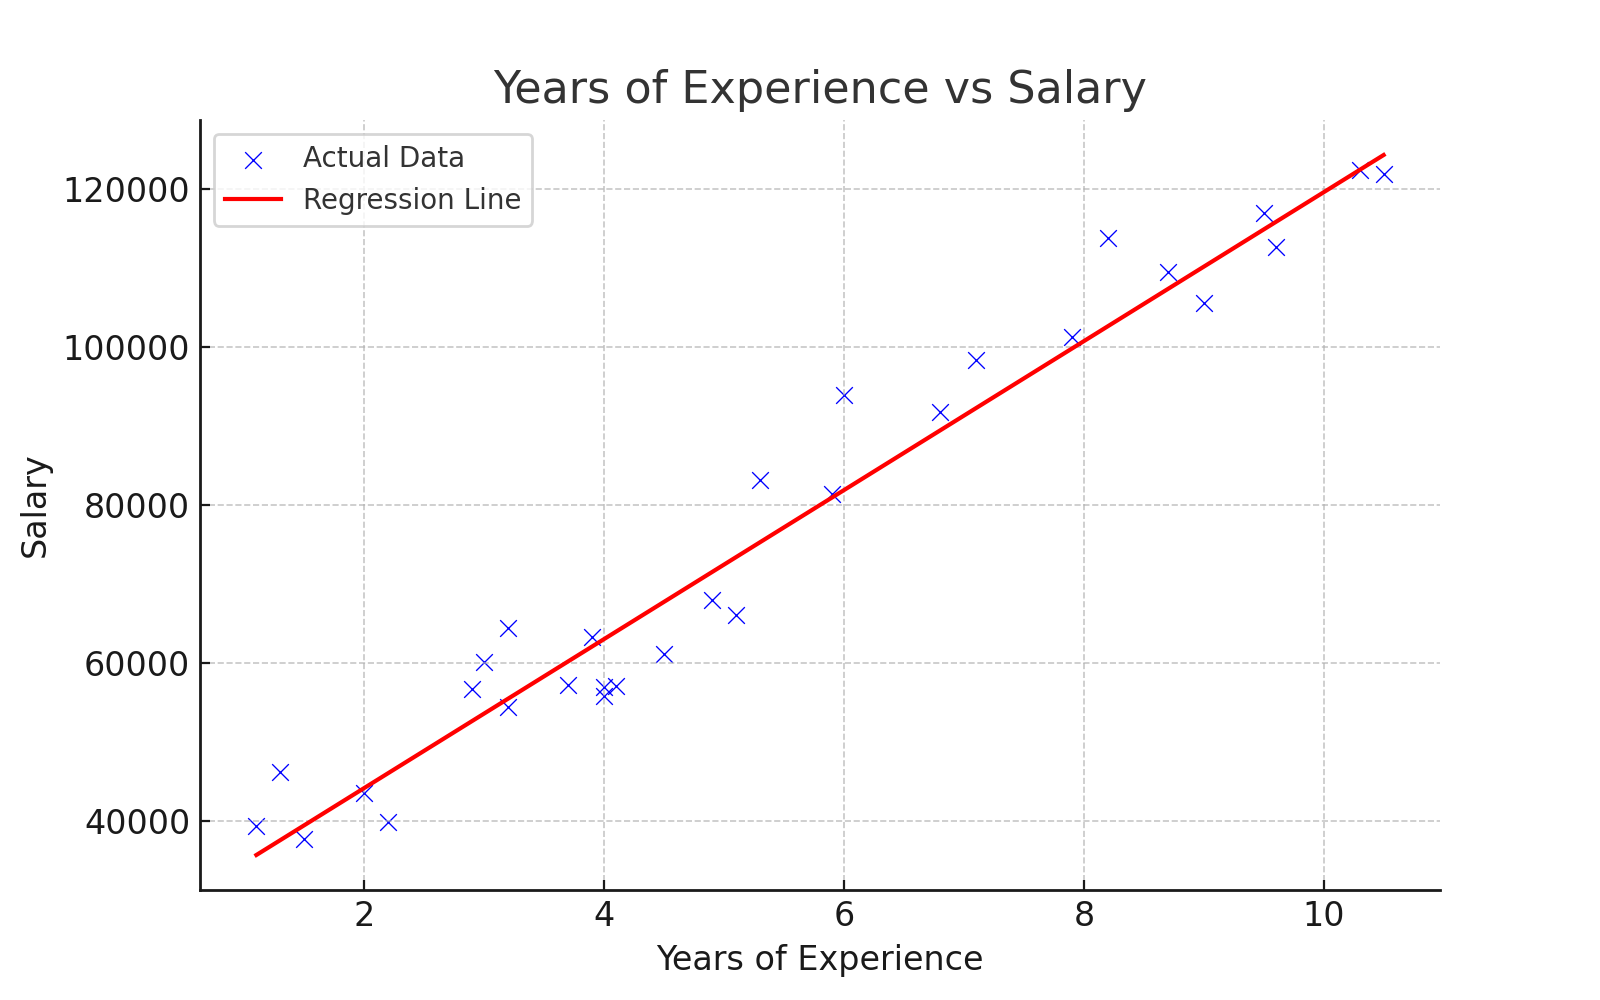 Years of Experience vs Salary
Actual Data
Regression Line
120000
100000
80000
60000
40000
Salary
2 4 6 8 10
Years of Experience